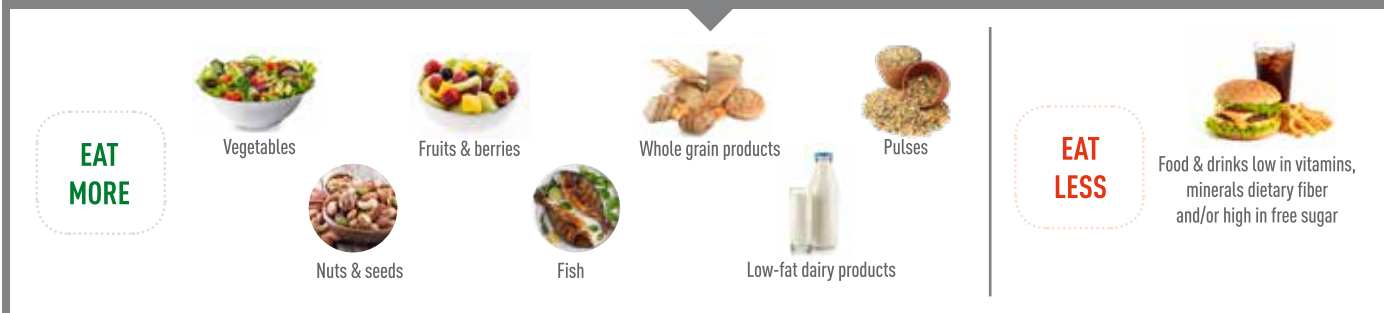 EAT
MORE
Vegetables
Fruits & berries
Whole grain products
Pulses
Nuts & seeds
Fish
Low-fat dairy products
EAT
LESS
Food & drinks low in vitamins,
minerals dietary fiber
and/or high in free sugar